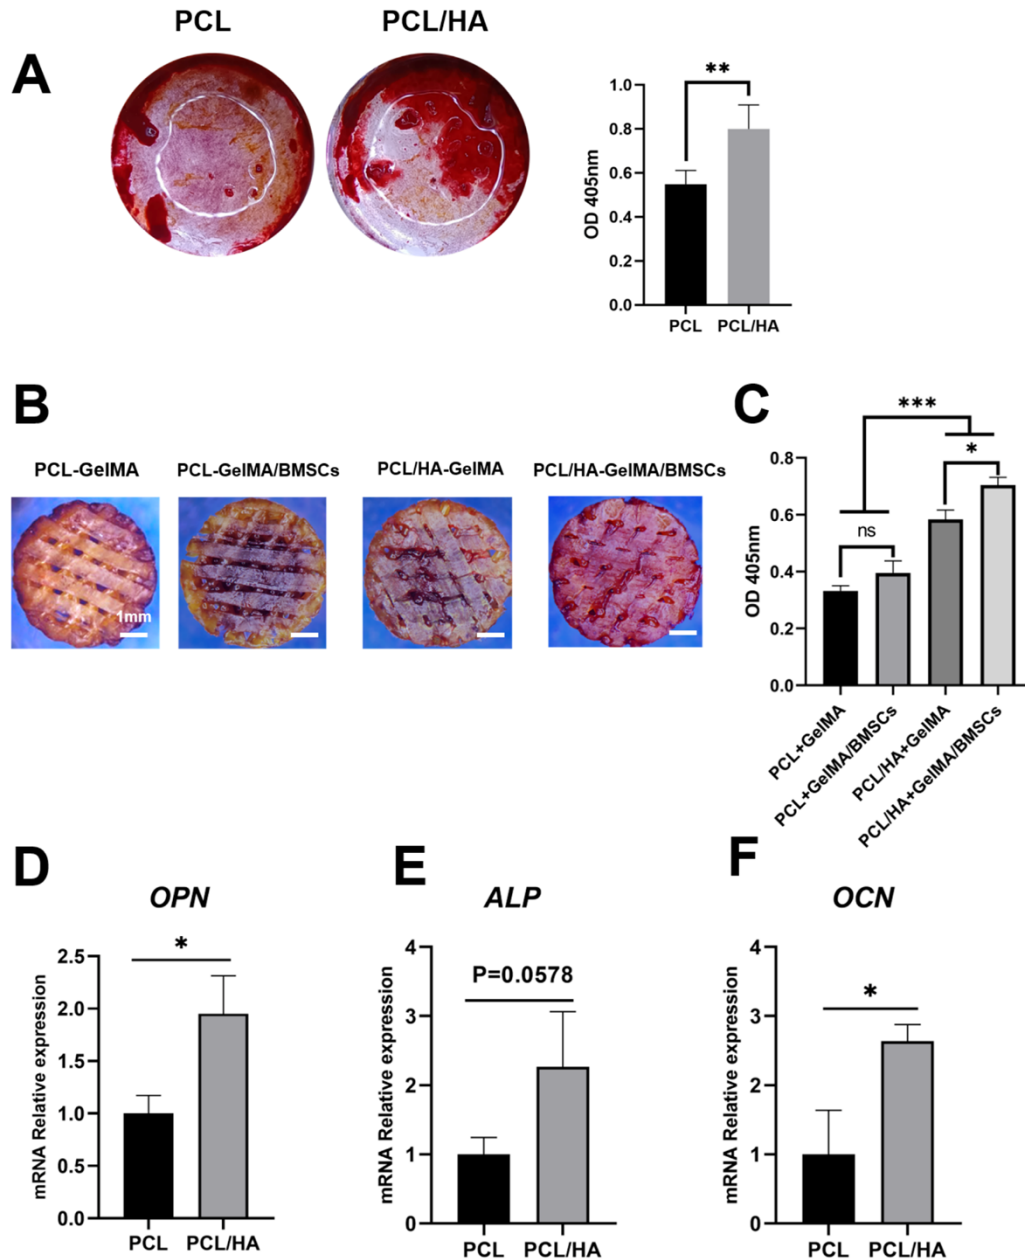 PCL
PCL/HA
A
**
OD 405nm
1.0
0.8
0.6
0.4
0.2
0.0
PCL
PCL/HA
B
PCL-GelMA
PCL-GelMA/BMSCs
PCL/HA-GelMA
PCL/HA-GelMA/BMSCs
1mm
C
***
*
ns
OD 405nm
0.8
0.6
0.4
0.2
0.0
PCL+GelMA
PCL+GelMA/BMSCs
PCL/HA+GelMA
PCL/HA+GelMA/BMSCs
D
OPN
*
mRNA Relative expression
2.5
2.0
1.5
1.0
0.5
0.0
PCL
PCL/HA
E
ALP
P=0.0578
mRNA Relative expression
4
3
2
1
0
PCL
PCL/HA
F
OCN
*
mRNA Relative expression
4
3
2
1
0
PCL
PCL/HA